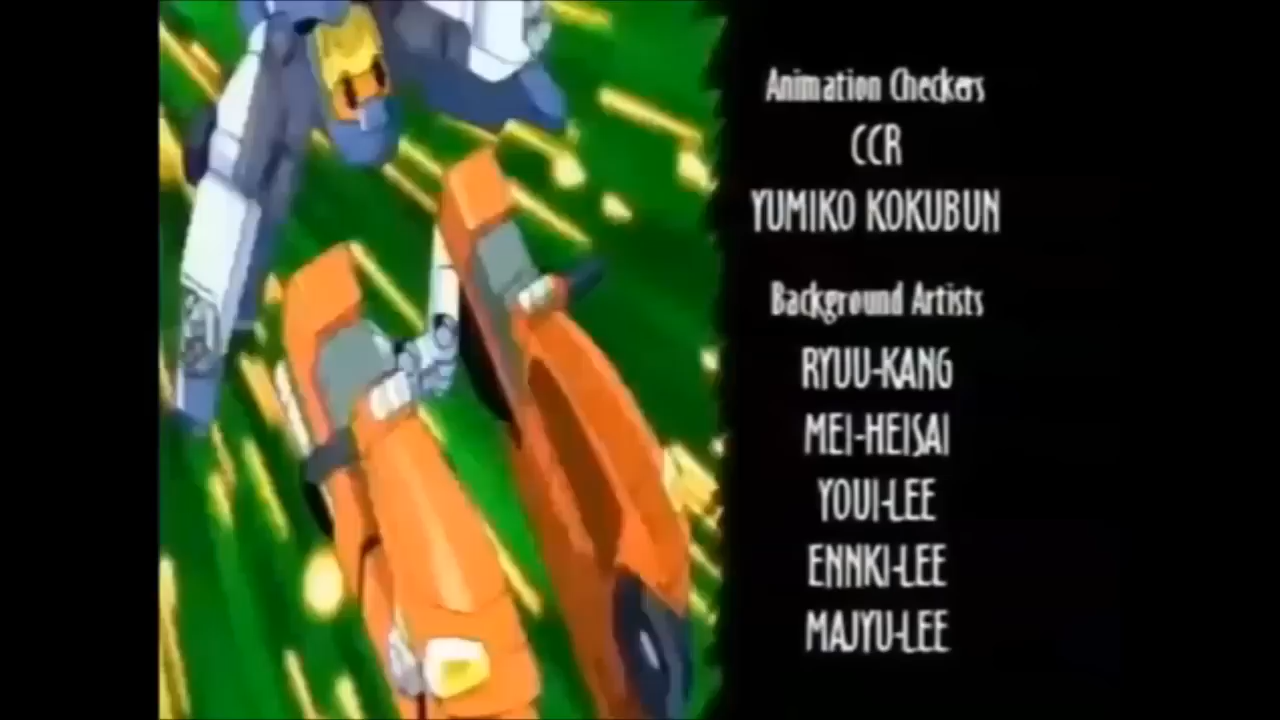 Animation Checkers
CCR
YUMIKO KOKUBUN
Background Artists
RYUU-KANG
MEI-HEISAI
YOUI-LEE
ENNKI-LEE
MAJYU-LEE